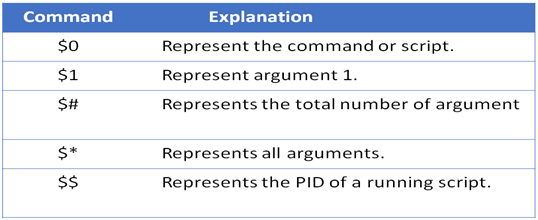 Command Explanation
$0 Represent the command or script.
$1 Represent argument 1.
$# Represents the total number of argument
$* Represents all arguments.
$$ Represents the PID of a running script.